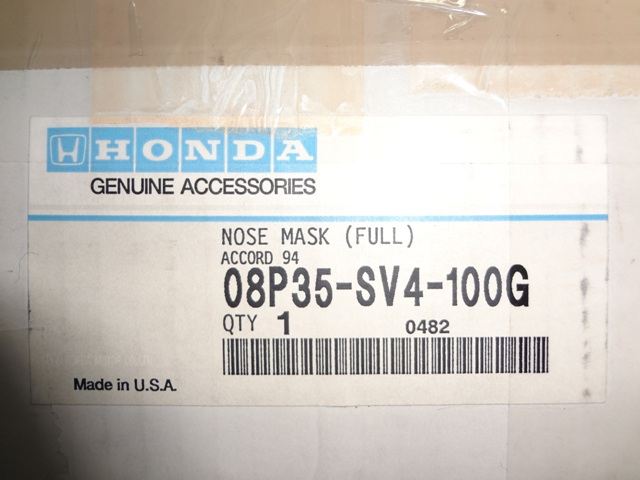 HONDA
GENUINE ACCESSORIES
NOSE MASK (FULL)
ACCORD 94
08P35-SV4-100G
QTY 1 0482
Made in U.S.A.